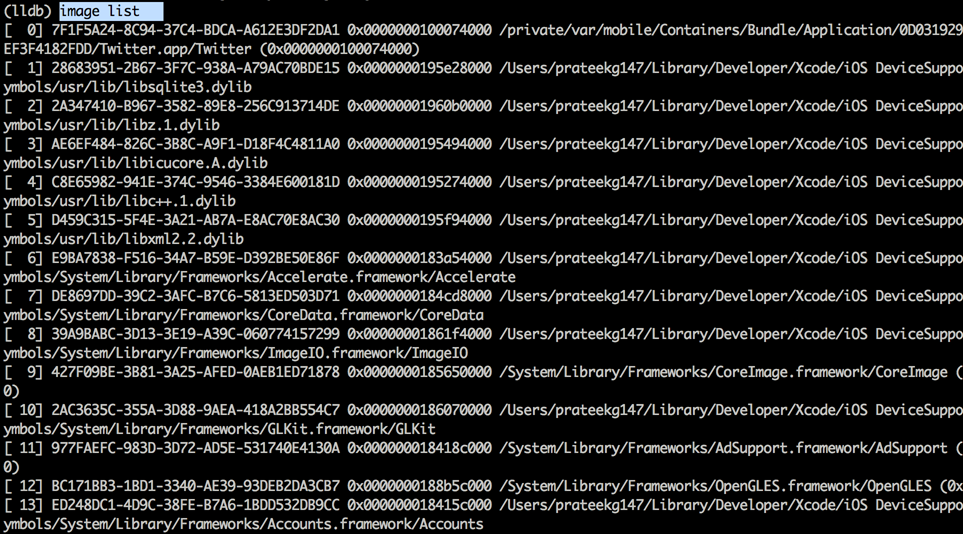 (lldb) image list
[  0] 7F1F5A24-8C94-37C4-BDCA-A612E3DF2DA1 0x0000000100074000 /private/var/mobile/Containers/Bundle/Application/0D031929
EF3F4182FDD/Twitter.app/Twitter (0x0000000100074000)
[  1] 28683951-2B67-3F7C-938A-A79AC70BDE15 0x0000000195e28000 /Users/prateekg147/Library/Developer/Xcode/iOS DeviceSuppo
ymbols/usr/lib/libsqlite3.dylib
[  2] 2A347410-B967-3582-89E8-256C913714DE 0x00000001960b0000 /Users/prateekg147/Library/Developer/Xcode/iOS DeviceSuppo
ymbols/usr/lib/libz.1.dylib
[  3] AE6EF484-826C-3B8C-A9F1-D18F4C4811A0 0x0000000195494000 /Users/prateekg147/Library/Developer/Xcode/iOS DeviceSuppo
ymbols/usr/lib/libicucore.A.dylib
[  4] C8E65982-941E-374C-9546-3384E600181D 0x0000000195274000 /Users/prateekg147/Library/Developer/Xcode/iOS DeviceSuppo
ymbols/usr/lib/libc++.1.dylib
[  5] D459C315-5F4E-3A21-AB7A-E8AC70E8AC30 0x0000000195f94000 /Users/prateekg147/Library/Developer/Xcode/iOS DeviceSuppo
ymbols/usr/lib/libxml2.2.dylib
[  6] E9BA7838-F516-34A7-B59E-D392BE50E86F 0x0000000183a54000 /Users/prateekg147/Library/Developer/Xcode/iOS DeviceSuppo
ymbols/System/Library/Frameworks/Accelerate.framework/Accelerate
[  7] DE8697DD-39C2-3AFC-B7C6-5813ED503D71 0x0000000184cd8000 /Users/prateekg147/Library/Developer/Xcode/iOS DeviceSuppo
ymbols/System/Library/Frameworks/CoreData.framework/CoreData
[  8] 39A9BABC-3D13-3E19-A39C-060774157299 0x00000001861f4000 /Users/prateekg147/Library/Developer/Xcode/iOS DeviceSuppo
ymbols/System/Library/Frameworks/ImageIO.framework/ImageIO
[  9] 427F09BE-3B81-3A25-AFED-0AEB1ED71878 0x0000000185650000 /System/Library/Frameworks/CoreImage.framework/CoreImage (
0)
[ 10] 2AC3635C-355A-3D88-9AEA-418A2BB554C7 0x0000000186070000 /Users/prateekg147/Library/Developer/Xcode/iOS DeviceSuppo
ymbols/System/Library/Frameworks/GLKit.framework/GLKit
[ 11] 977FAEFC-983D-3D72-AD5E-531740E4130A 0x000000018418c000 /System/Library/Frameworks/AdSupport.framework/AdSupport (
0)
[ 12] BC171BB3-1BD1-3340-AE39-93DEB2DA3CB7 0x0000000188b5c000 /System/Library/Frameworks/OpenGLES.framework/OpenGLES (0x
[ 13] ED248DC1-4D9C-38FE-B7A6-1BDD532DB9CC 0x000000018415c000 /Users/prateekg147/Library/Developer/Xcode/iOS DeviceSuppo
ymbols/System/Library/Frameworks/Accounts.framework/Accounts